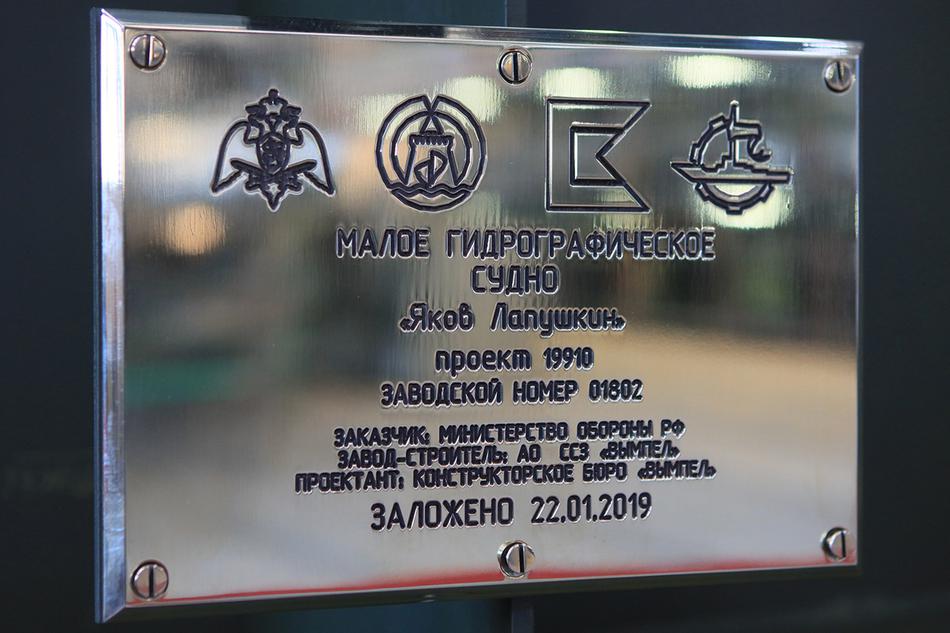 МАЛОЕ ГИДРОГРАФИЧЕСКОЕ
СУДНО
«Яков Лапушкин»
проект 19910
ЗАВОДСКОЙ НОМЕР 01802
ЗАКАЗЧИК: МИНИСТЕРСТВО ОБОРОНЫ РФ
ЗАВОД-СТРОИТЕЛЬ: АО ССЗ «ВЫМПЕЛ»
ПРОЕКТАНТ: КОНСТРУКТОРСКОЕ БЮРО «ВЫМПЕЛ»
ЗАЛОЖЕНО 22.01.2019